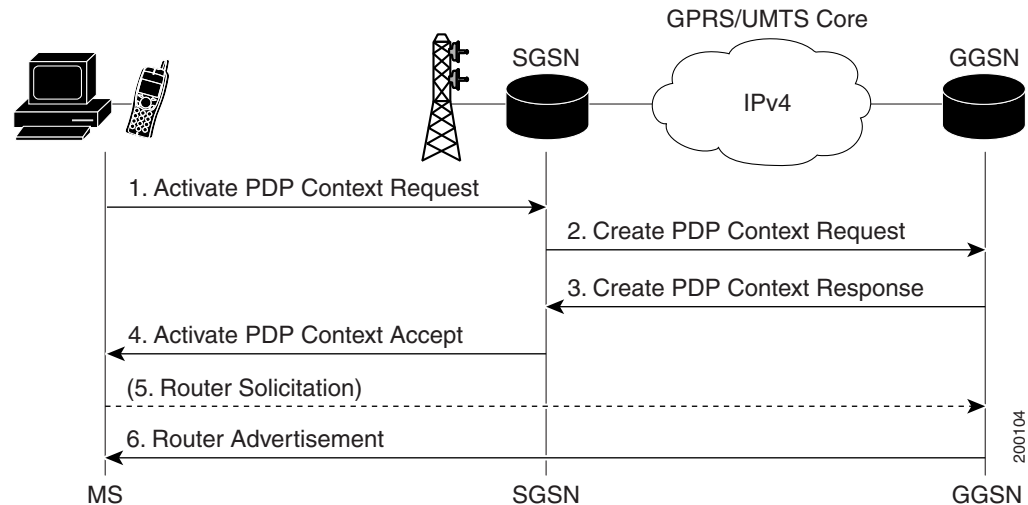 GPRS/UMTS Core
SGSN
GGSN
IPv4
1. Activate PDP Context Request
2. Create PDP Context Request
3. Create PDP Context Response
4. Activate PDP Context Accept
(5. Router Solicitation)
6. Router Advertisement
200104
MS
SGSN
GGSN